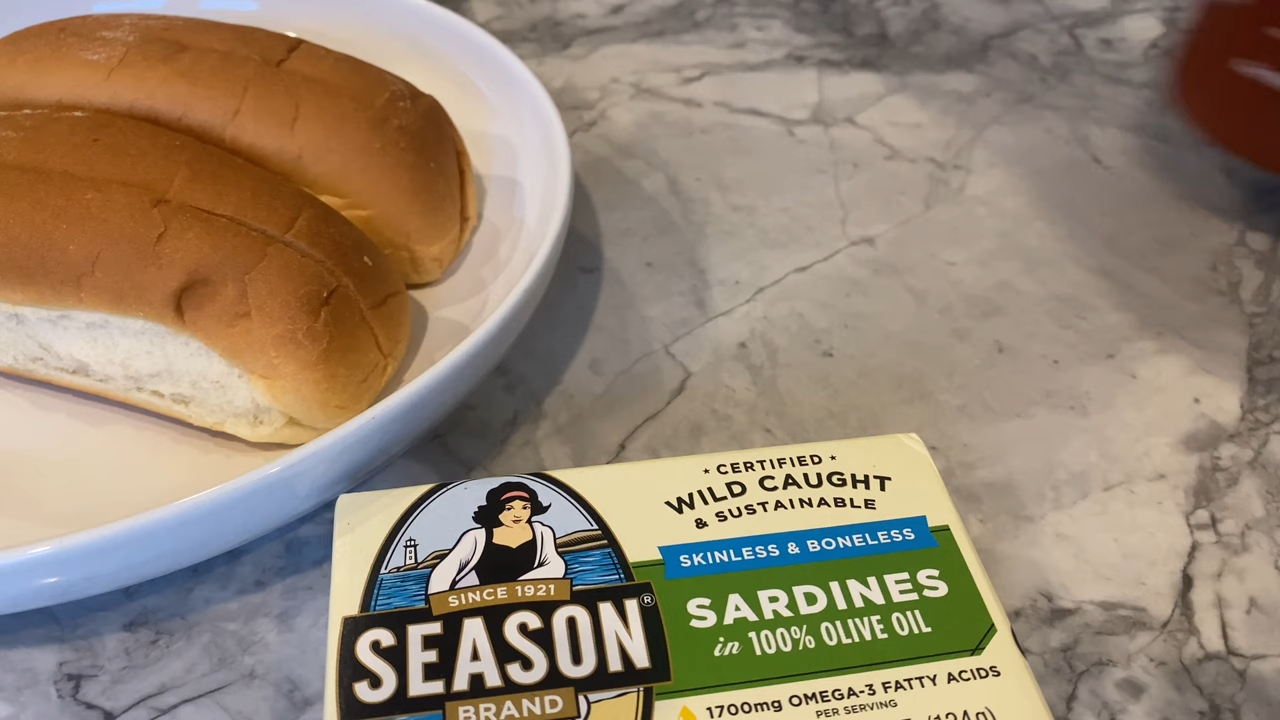 ★ CERTIFIED ★
WILD CAUGHT
& SUSTAINABLE
SKINLESS & BONELESS
SARDINES
in 100% OLIVE OIL
1700mg OMEGA-3 FATTY ACIDS
PER SERVING
(124g)
SINCE 1921
SEASON®
BRAND